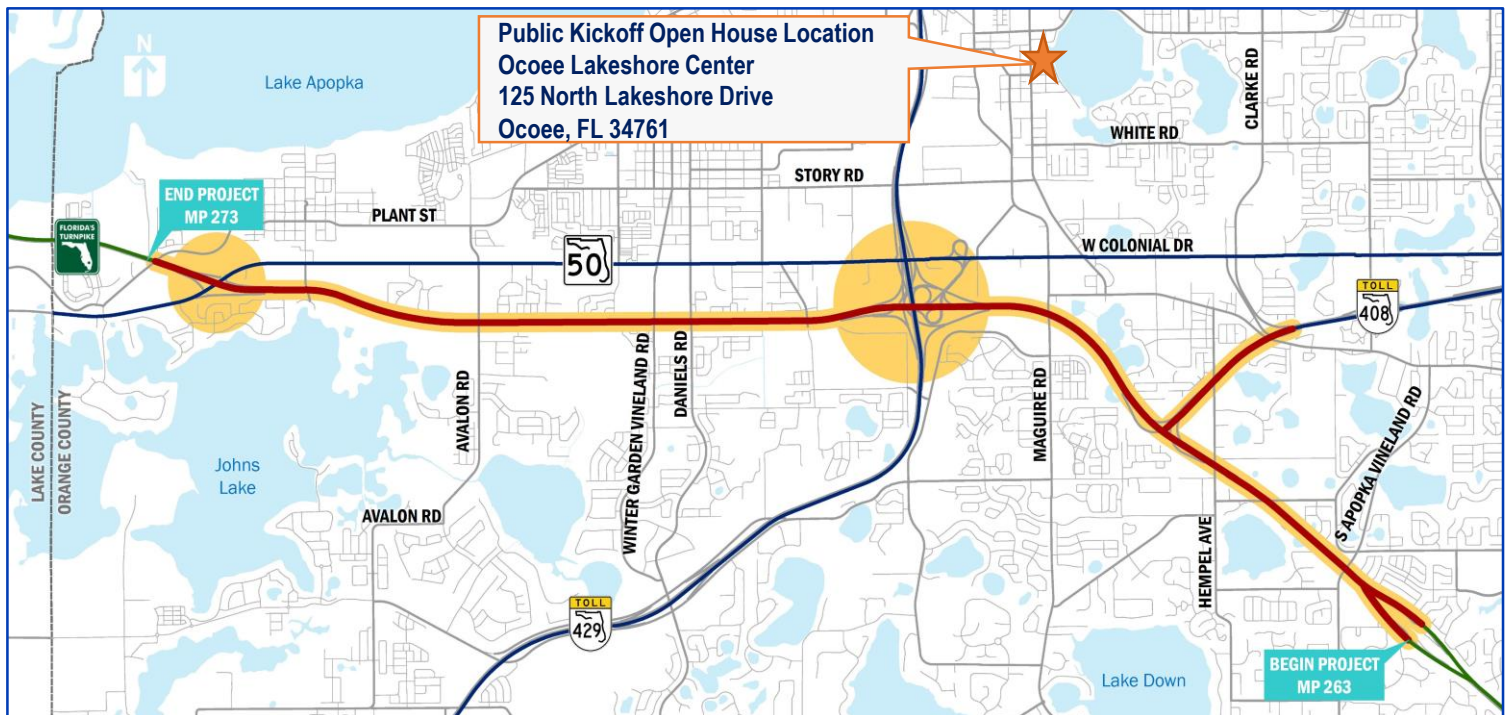 Public Kickoff Open House Location
Ocoee Lakeshore Center
125 North Lakeshore Drive
Ocoee, FL 34761
N
Lake Apopka
CLARKE RD
WHITE RD
STORY RD
END PROJECT
MP 273
PLANT ST
FLORIDA'S
TURNPIKE
50
W COLONIAL DR
TOLL
408
LAKE COUNTY
ORANGE COUNTY
AVALON RD
WINTER GARDEN VINELAND RD
DANIELS RD
MAGUIRE RD
S APOPKA VINELAND RD
Johns
Lake
AVALON RD
HEMPEL AVE
TOLL
429
Lake Down
BEGIN PROJECT
MP 263